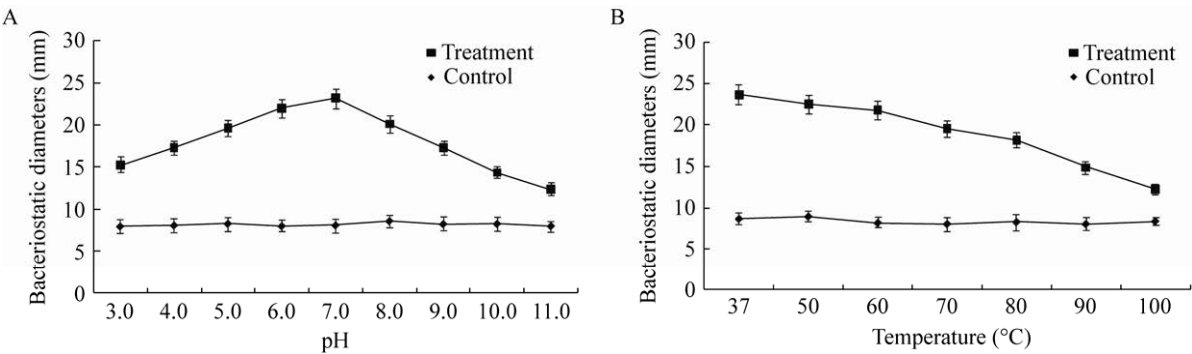 A
Bacteriostatic diameters (mm)
30
25
20
15
10
5
0
Treatment
Control
3.0 4.0 5.0 6.0 7.0 8.0 9.0 10.0 11.0
pH
B
Bacteriostatic diameters (mm)
30
25
20
15
10
5
0
Treatment
Control
37 50 60 70 80 90 100
Temperature (°C)